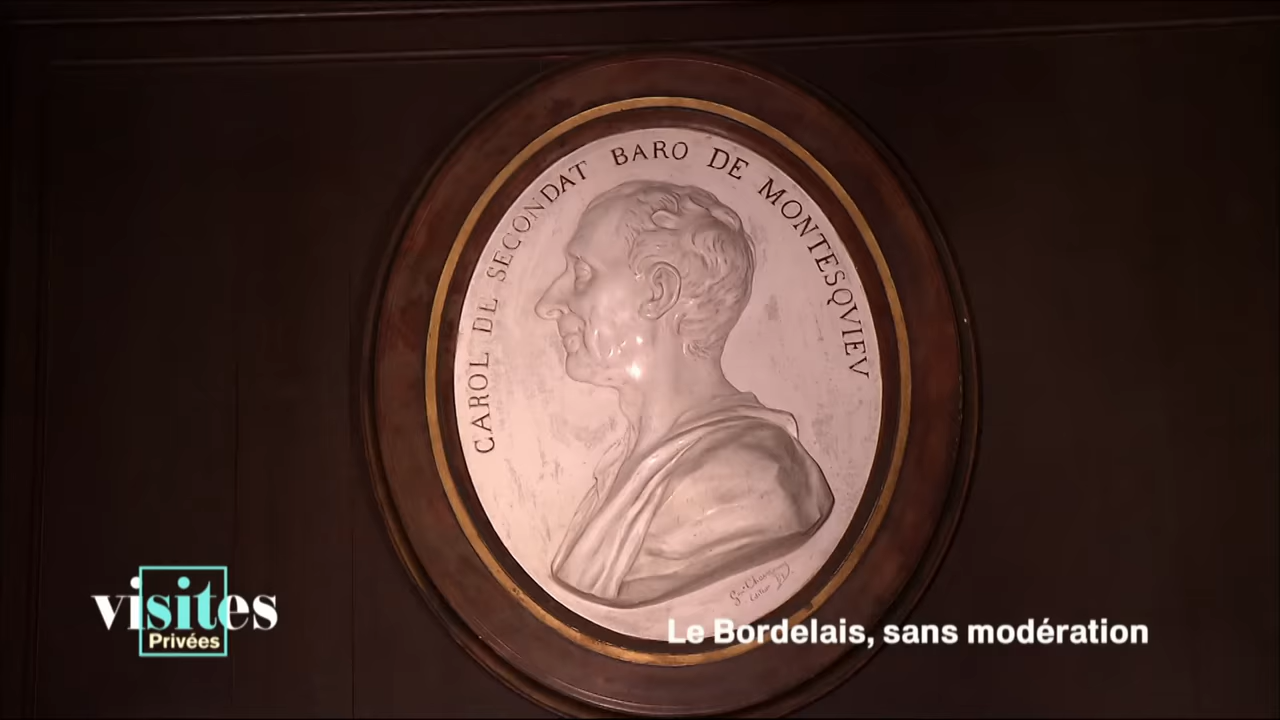 CAROL DE SECONDAT BARO DE MONTESQVIEV
visites
Privées
Le Bordelais, sans modération